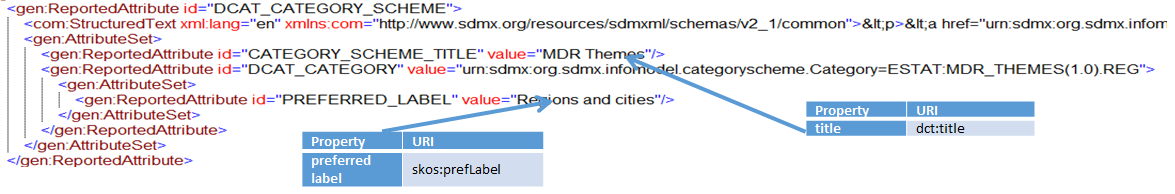 <gen:ReportedAttribute id="DCAT_CATEGORY_SCHEME">
<com:StructuredText xml:lang="en" xmlns:com="http://www.sdmx.org/resources/sdmxml/schemas/v2_1/common">&lt;p>&lt;a href="urn:sdmx:org.sdmx.infom
<gen:AttributeSet>
<gen:ReportedAttribute id="CATEGORY_SCHEME_TITLE" value="MDR Themes"/>
<gen:ReportedAttribute id="DCAT_CATEGORY" value="urn:sdmx:org.sdmx.infomodel.categoryscheme.Category=ESTAT:MDR_THEMES(1.0).REG">
<gen:AttributeSet>
<gen:ReportedAttribute id="PREFERRED_LABEL" value="Regions and cities"/>
</gen:AttributeSet>
</gen:ReportedAttribute>
</gen:AttributeSet>
</gen:ReportedAttribute>
Property URI
title dct:title
Property URI
preferred label skos:prefLabel